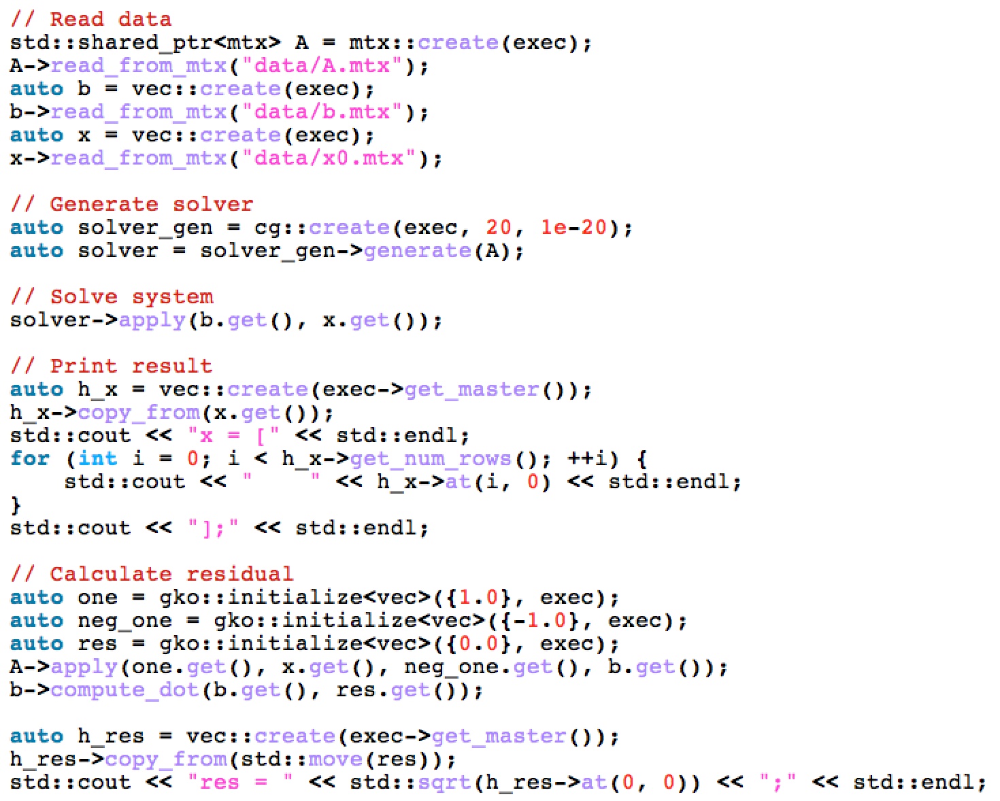 // Read data
std::shared_ptr<mtx> A = mtx::create(exec);
A->read_from_mtx("data/A.mtx");
auto b = vec::create(exec);
b->read_from_mtx("data/b.mtx");
auto x = vec::create(exec);
x->read_from_mtx("data/x0.mtx");

// Generate solver
auto solver_gen = cg::create(exec, 20, 1e-20);
auto solver = solver_gen->generate(A);

// Solve system
solver->apply(b.get(), x.get());

// Print result
auto h_x = vec::create(exec->get_master());
h_x->copy_from(x.get());
std::cout << "x = [" << std::endl;
for (int i = 0; i < h_x->get_num_rows(); ++i) {
    std::cout << "    " << h_x->at(i, 0) << std::endl;
}
std::cout << "];" << std::endl;

// Calculate residual
auto one = gko::initialize<vec>({1.0}, exec);
auto neg_one = gko::initialize<vec>({-1.0}, exec);
auto res = gko::initialize<vec>({0.0}, exec);
A->apply(one.get(), x.get(), neg_one.get(), b.get());
b->compute_dot(b.get(), res.get());

auto h_res = vec::create(exec->get_master());
h_res->copy_from(std::move(res));
std::cout << "res = " << std::sqrt(h_res->at(0, 0)) << ";" << std::endl;